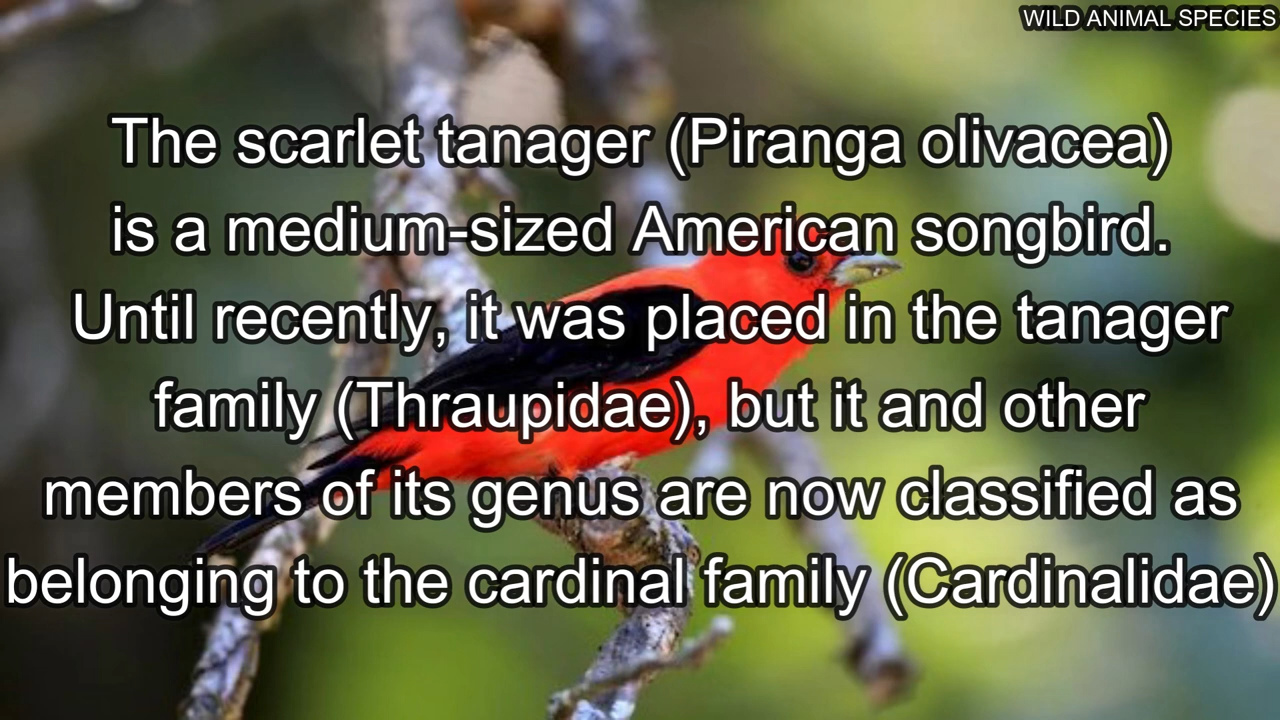 WILD ANIMAL SPECIES
The scarlet tanager (Piranga olivacea)
is a medium-sized American songbird.
Until recently, it was placed in the tanager
family (Thraupidae), but it and other
members of its genus are now classified as
belonging to the cardinal family (Cardinalidae)